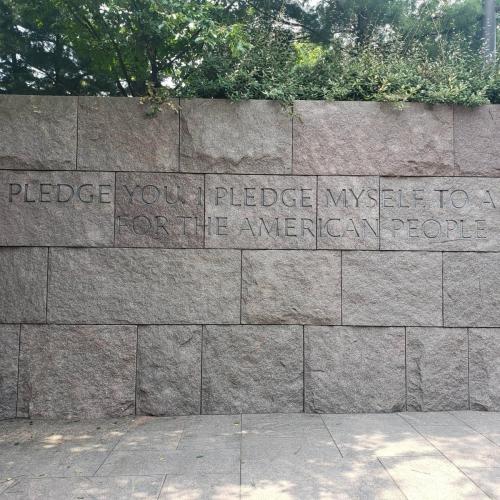 PLEDGE YOU, I PLEDGE MYSELF TO A
FOR THE AMERICAN PEOPLE